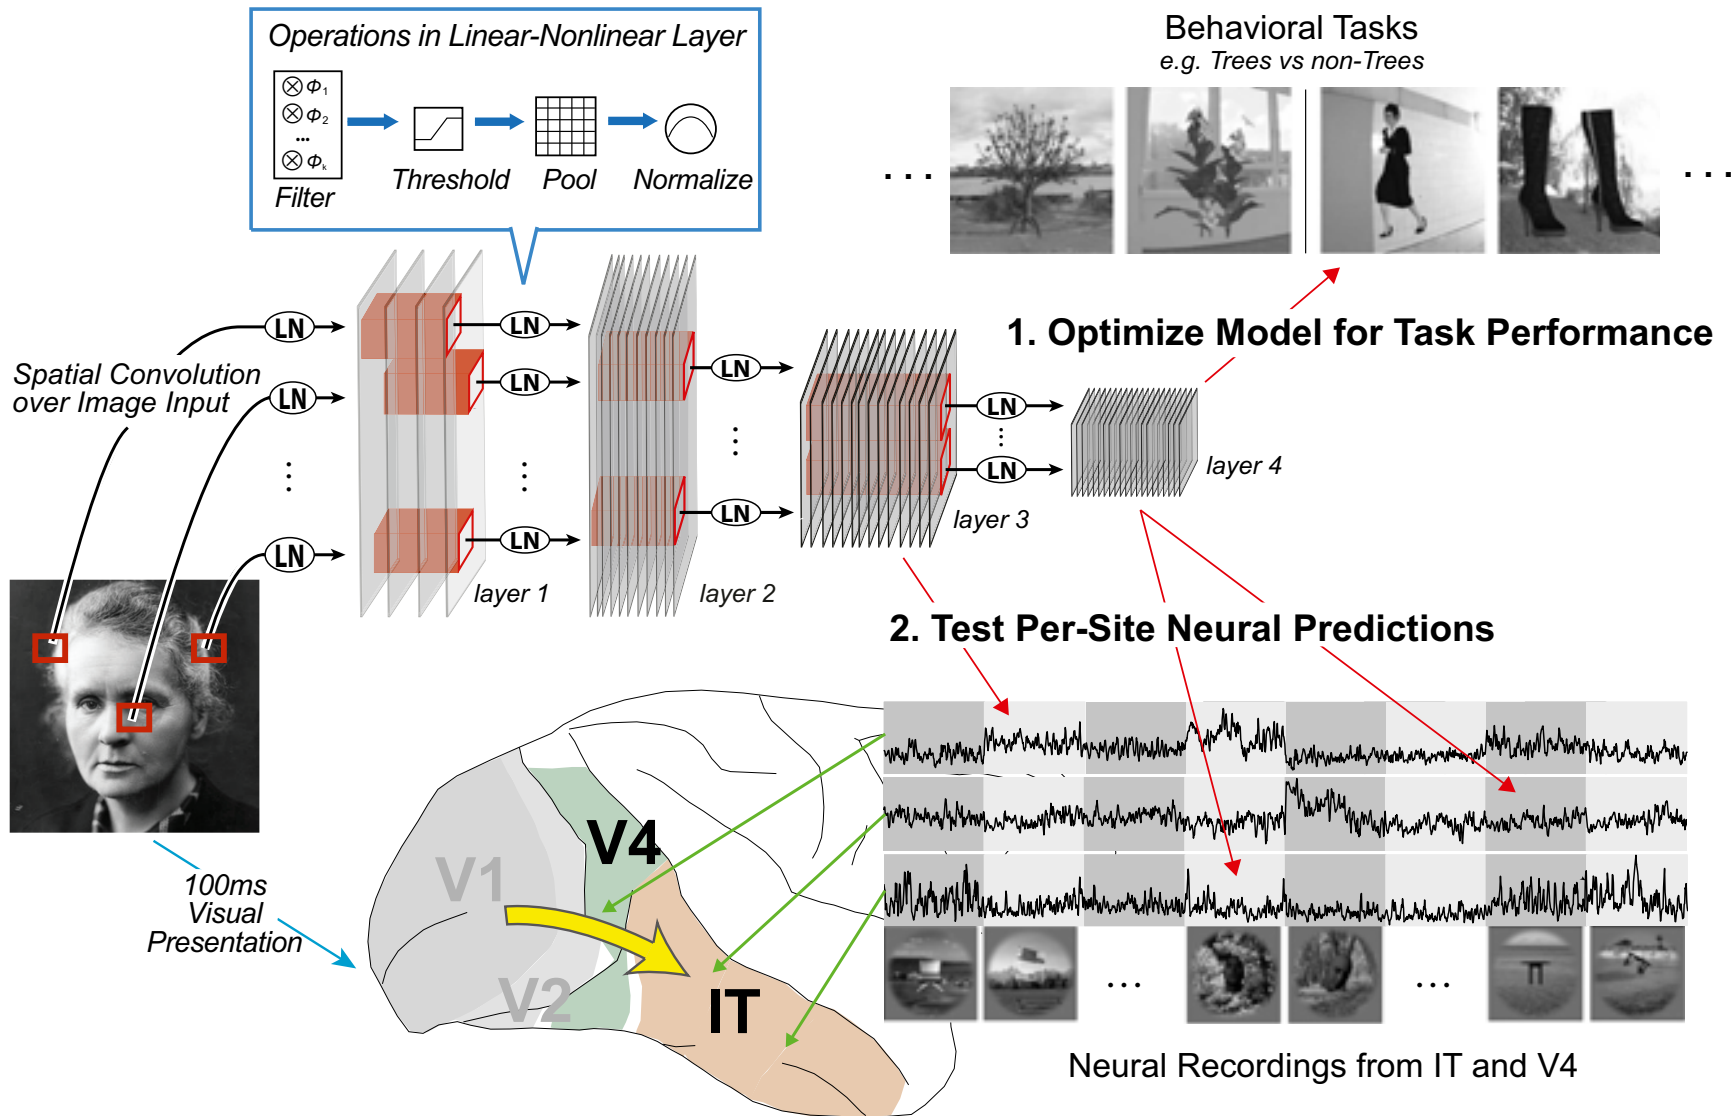 Operations in Linear-Nonlinear Layer
⊗ Φ1
⊗ Φ2
...
⊗ Φk
Filter
Threshold
Pool
Normalize
Behavioral Tasks
e.g. Trees vs non-Trees
...
...
LN
LN
LN
LN
LN
LN
LN
LN
LN
LN
Spatial Convolution
over Image Input
layer 1
layer 2
layer 3
layer 4
1. Optimize Model for Task Performance
2. Test Per-Site Neural Predictions
100ms
Visual
Presentation
V1
V2
V4
IT
...
...
Neural Recordings from IT and V4